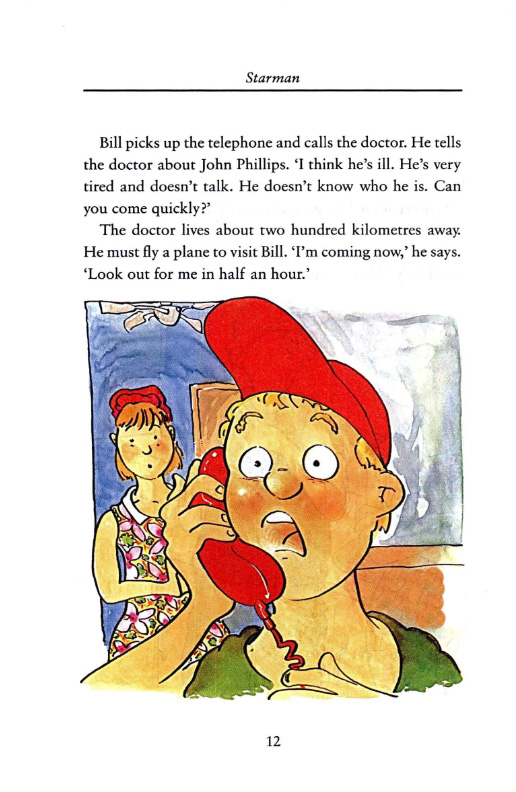 Starman
Bill picks up the telephone and calls the doctor. He tells
the doctor about John Phillips. ‘I think he’s ill. He’s very
tired and doesn’t talk. He doesn’t know who he is. Can
you come quickly?’
The doctor lives about two hundred kilometres away.
He must fly a plane to visit Bill. ‘I’m coming now,’ he says.
‘Look out for me in half an hour.’
12